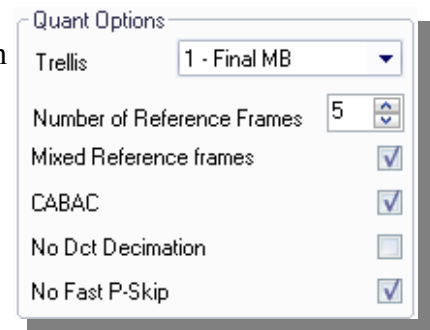 Quant Options
Trellis 1 - Final MB
Number of Reference Frames 5
Mixed Reference frames
CABAC
No Dct Decimation
No Fast P-Skip